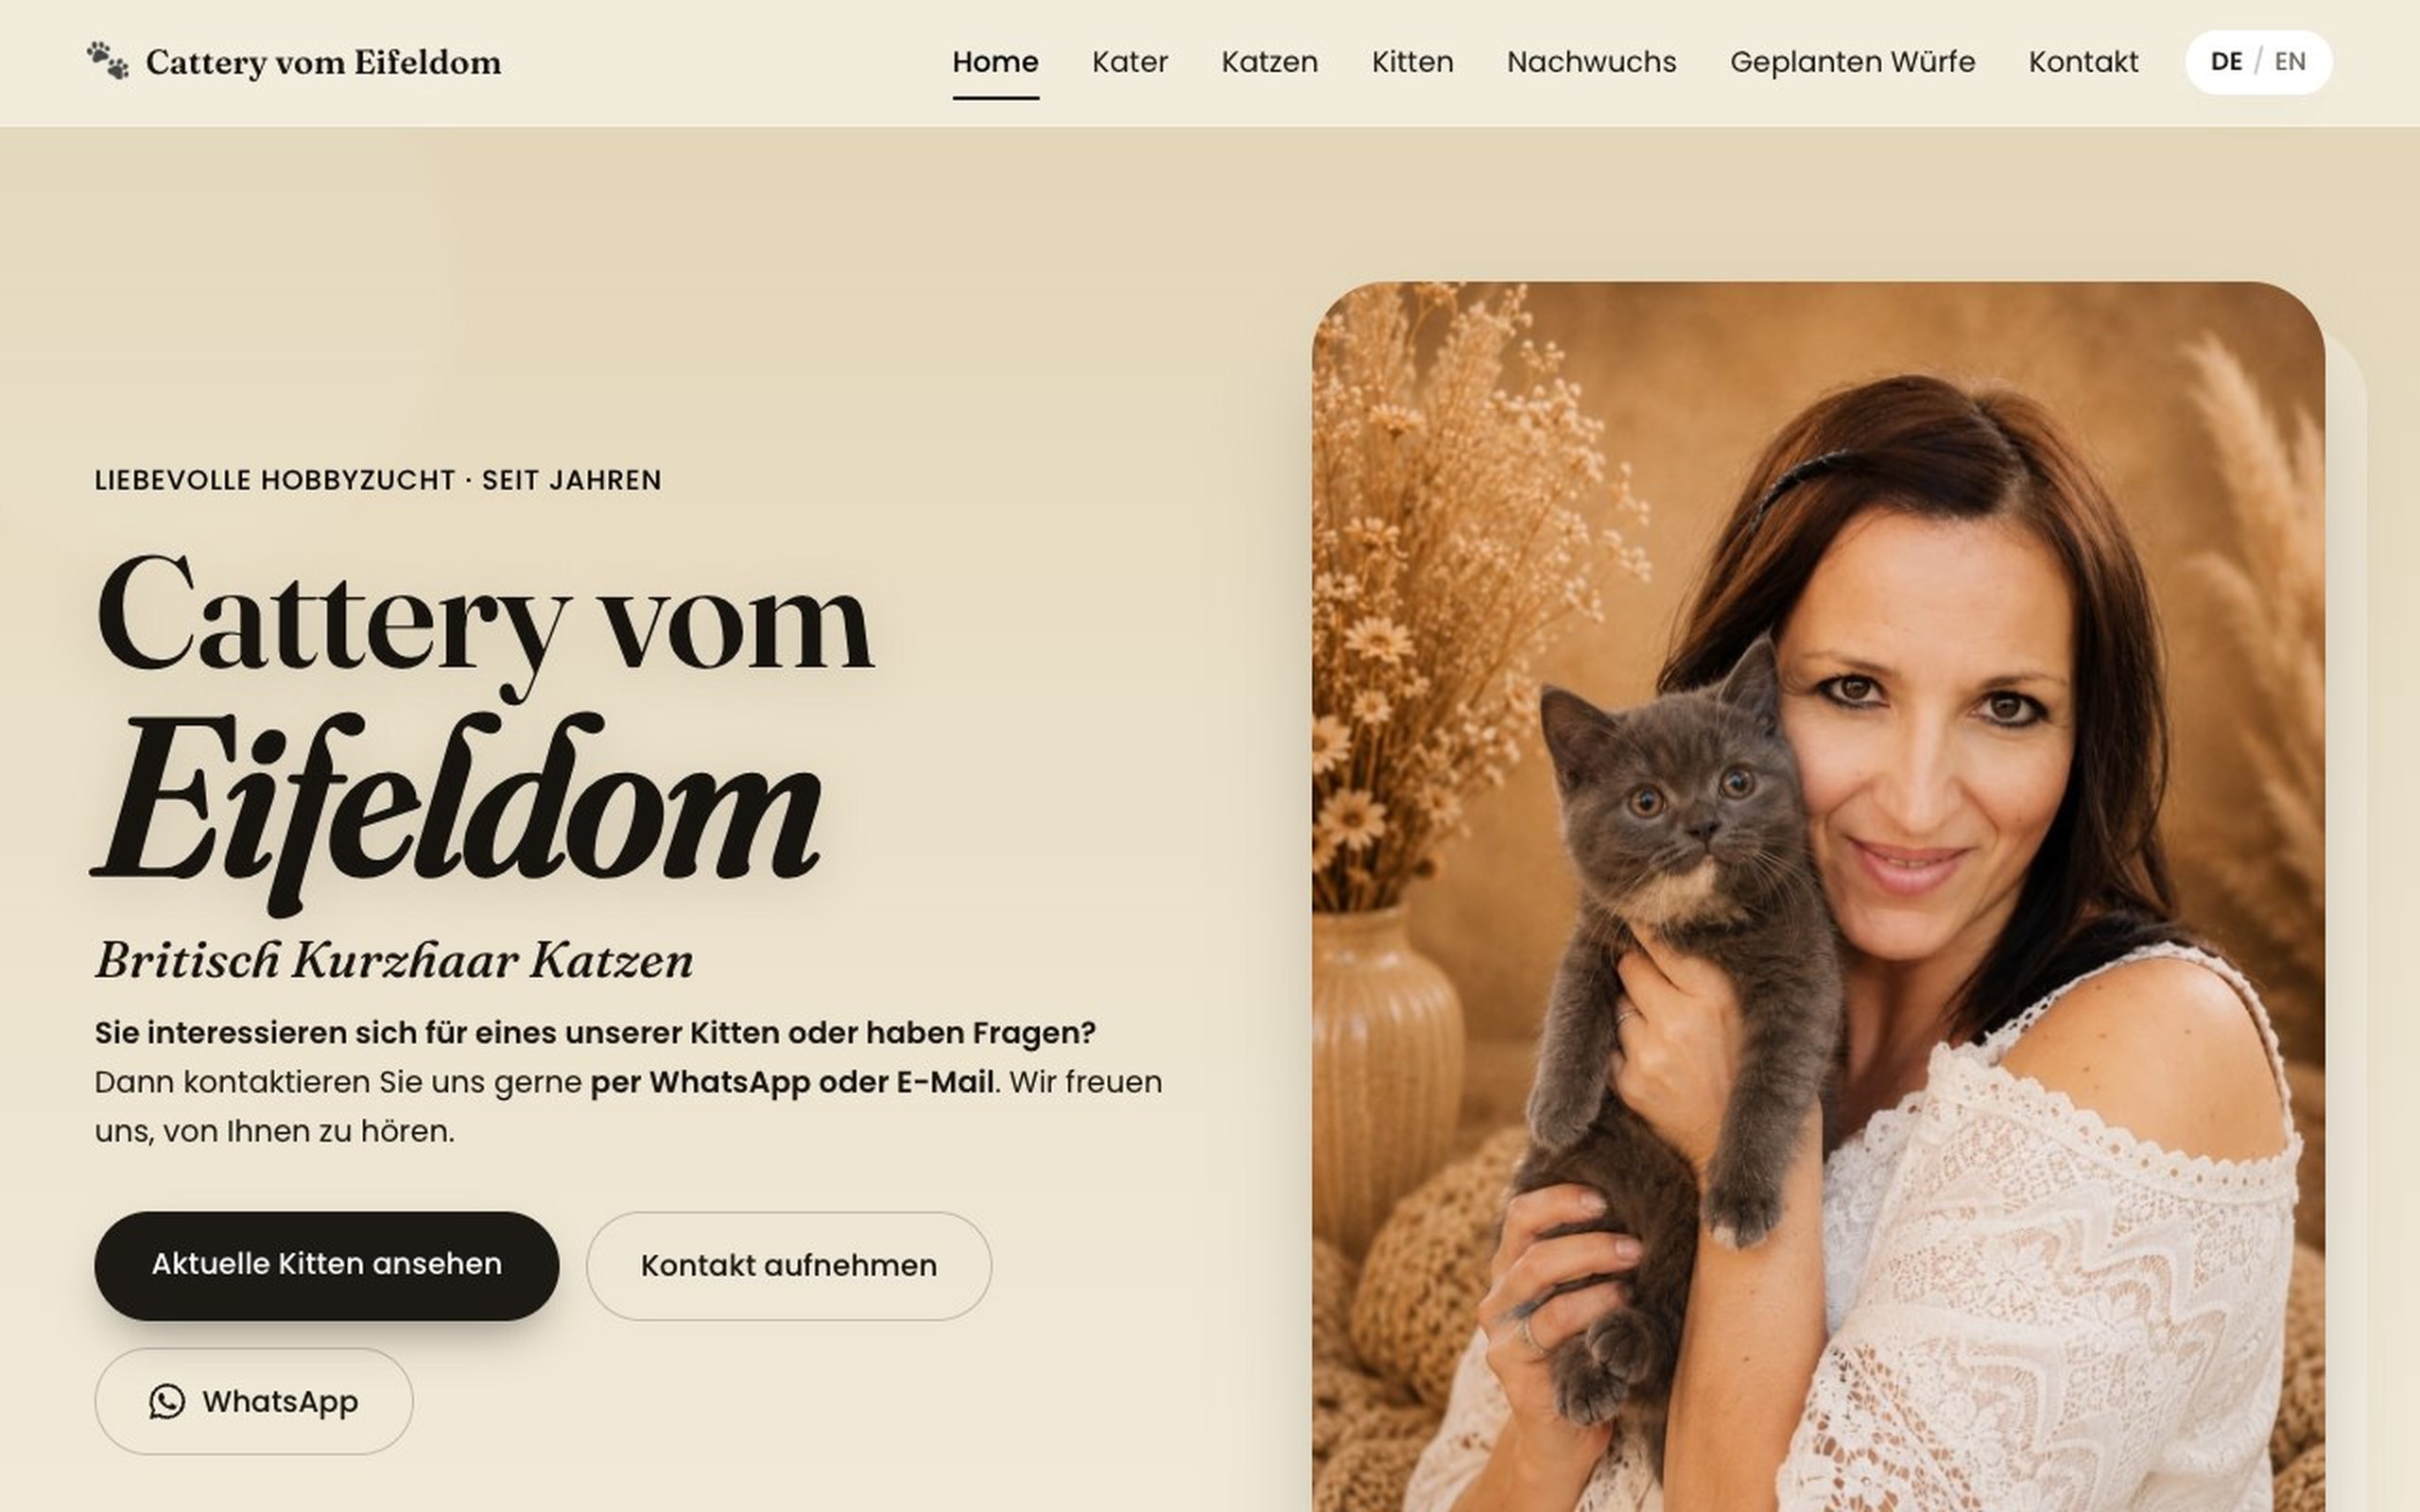 Cattery vom Eifeldom
Home Kater Katzen Kitten Nachwuchs Geplanten Würfe Kontakt DE / EN
LIEBEVOLLE HOBBYZUCHT · SEIT JAHREN
Cattery vom
Eifeldom
Britisch Kurzhaar Katzen
Sie interessieren sich für eines unserer Kitten oder haben Fragen?
Dann kontaktieren Sie uns gerne per WhatsApp oder E-Mail. Wir freuen
uns, von Ihnen zu hören.
Aktuelle Kitten ansehen Kontakt aufnehmen
WhatsApp